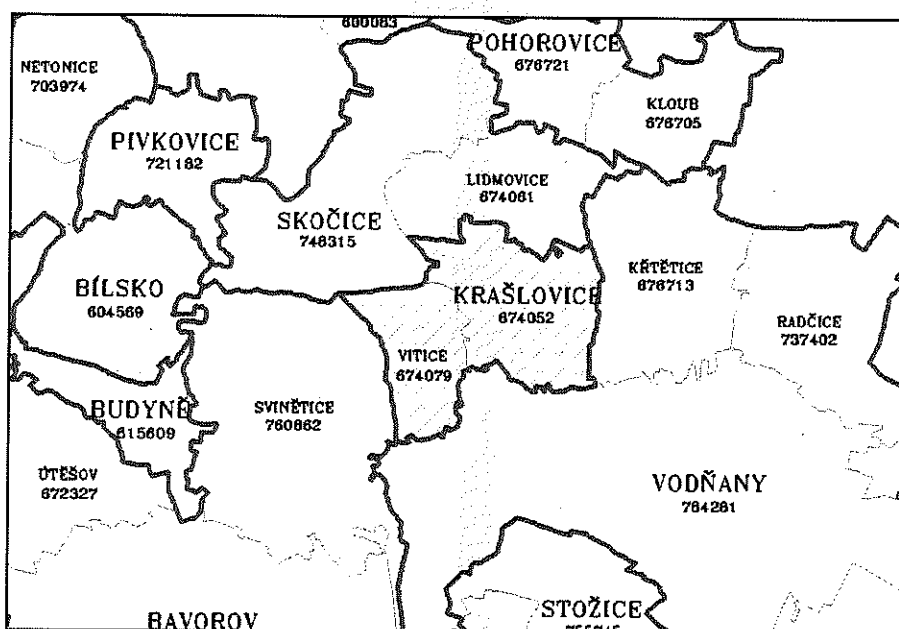 600083
POHOROVICE
676721
NETONICE
703974
KLOUB
676705
PIVKOVICE
721182
LIDMOVICE
674061
SKOČICE
748315
KŘTĚTICE
676713
BÍLSKO
604569
KRAŠLOVICE
674052
RADČICE
737402
VITICE
674079
BUDYNĚ
615609
SVINĚTICE
760862
ÚTĚŠOV
672327
VODŇANY
784281
BAVOROV
STOŽICE